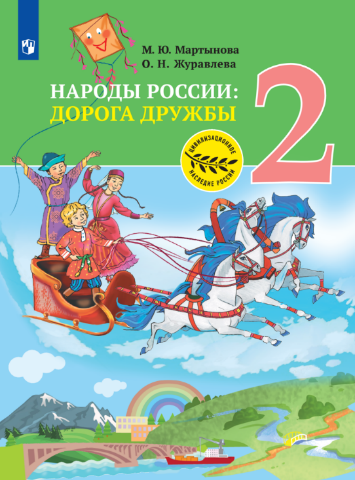 М. Ю. Мартынова
О. Н. Журавлева
НАРОДЫ РОССИИ:
ДОРОГА ДРУЖБЫ
2
ЦИВИЛИЗАЦИОННОЕ
НАСЛЕДИЕ РОССИИ